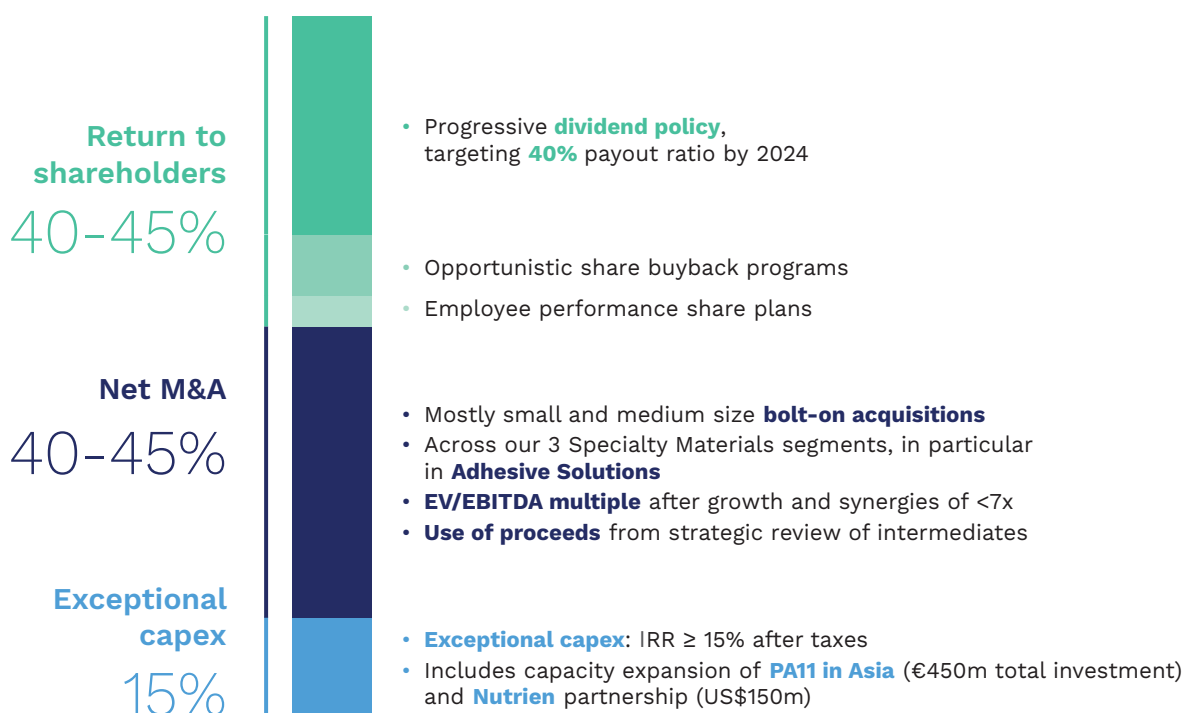 Return to
shareholders
40-45%
• Progressive dividend policy,
targeting 40% payout ratio by 2024
• Opportunistic share buyback programs
• Employee performance share plans
Net M&A
40-45%
• Mostly small and medium size bolt-on acquisitions
• Across our 3 Specialty Materials segments, in particular
in Adhesive Solutions
• EV/EBITDA multiple after growth and synergies of <7x
• Use of proceeds from strategic review of intermediates
Exceptional
capex
15%
• Exceptional capex: IRR ≥ 15% after taxes
• Includes capacity expansion of PA11 in Asia (€450m total investment)
and Nutrien partnership (US$150m)